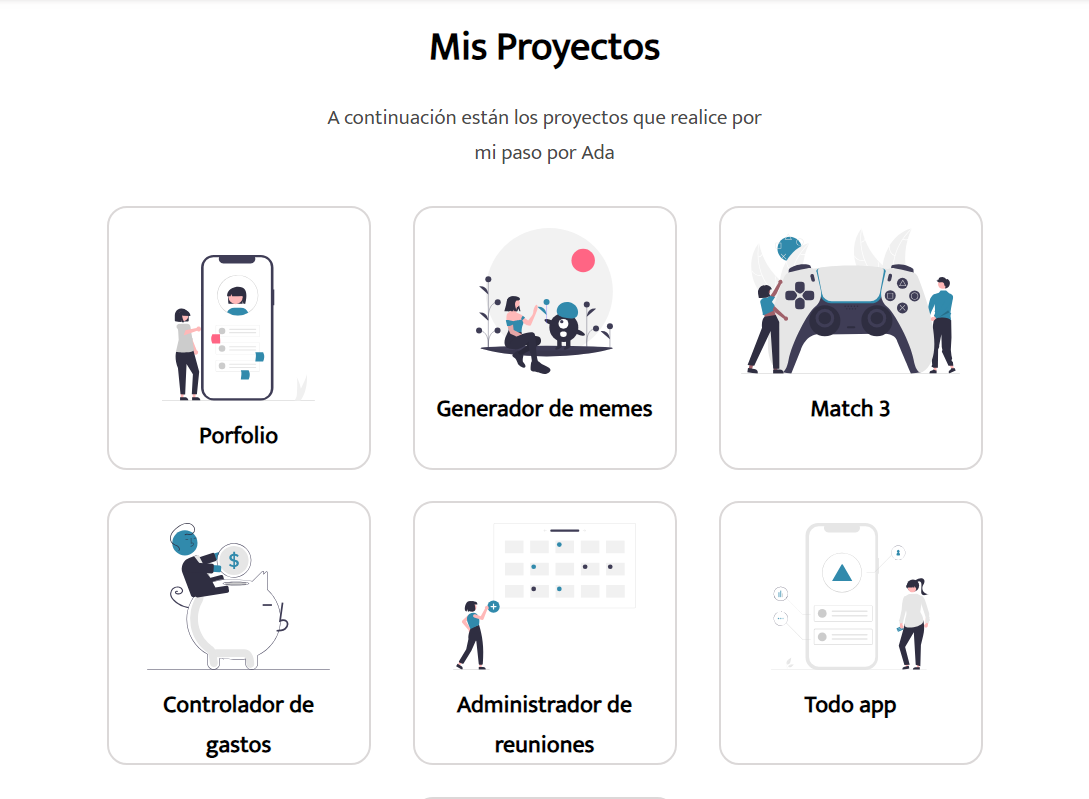 Mis Proyectos
A continuación están los proyectos que realice por
mi paso por Ada
Porfolio
Generador de memes
Match 3
$
Controlador de
gastos
Administrador de
reuniones
Todo app